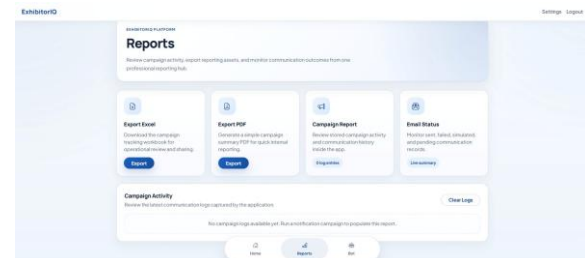 ExhibitorIQ
Settings Logout
EXHIBITORIQ PLATFORM
Reports
Review campaign activity, export reporting assets, and monitor communication outcomes from one
professional reporting hub.
Export Excel
Download the campaign
tracking workbook for
operational review and sharing.
Export
Export PDF
Generate a simple campaign
summary PDF for quick internal
reporting.
Export
Campaign Report
Review stored campaign activity
and communication history
inside the app.
Email Status
Monitor sent, failed, simulated,
and pending communication
records.
Live summary
Campaign Activity
Review the latest communication logs captured by the application.
Clear Logs
No campaign logs available yet. Run a notification campaign to populate this report.
Home
Reports
Bot